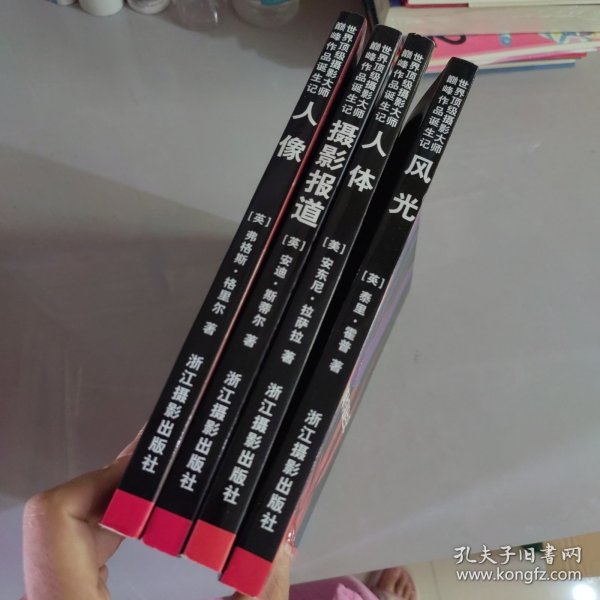 世界顶级摄影大师
巅峰作品诞生记
人像
[英] 弗格斯·格里尔 著
浙江摄影出版社
世界顶级摄影大师
巅峰作品诞生记
摄影报道
[英] 安迪·斯蒂尔 著
浙江摄影出版社
世界顶级摄影大师
巅峰作品诞生记
人体
[美] 安东尼·拉萨拉 著
浙江摄影出版社
世界顶级摄影大师
巅峰作品诞生记
风光
[英] 泰里·霍普 著
浙江摄影出版社
孔夫子旧书网
www.kongfz.com